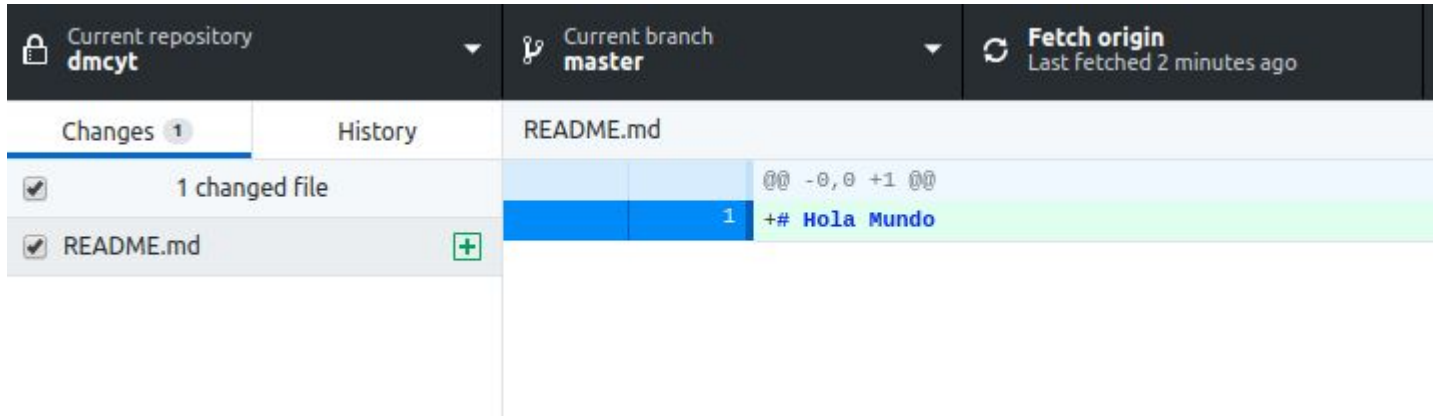 Current repository
dmcyt
Current branch
master
Fetch origin
Last fetched 2 minutes ago
Changes 1
History
README.md
1 changed file
@@ -0,0 +1 @@
README.md
1 +# Hola Mundo